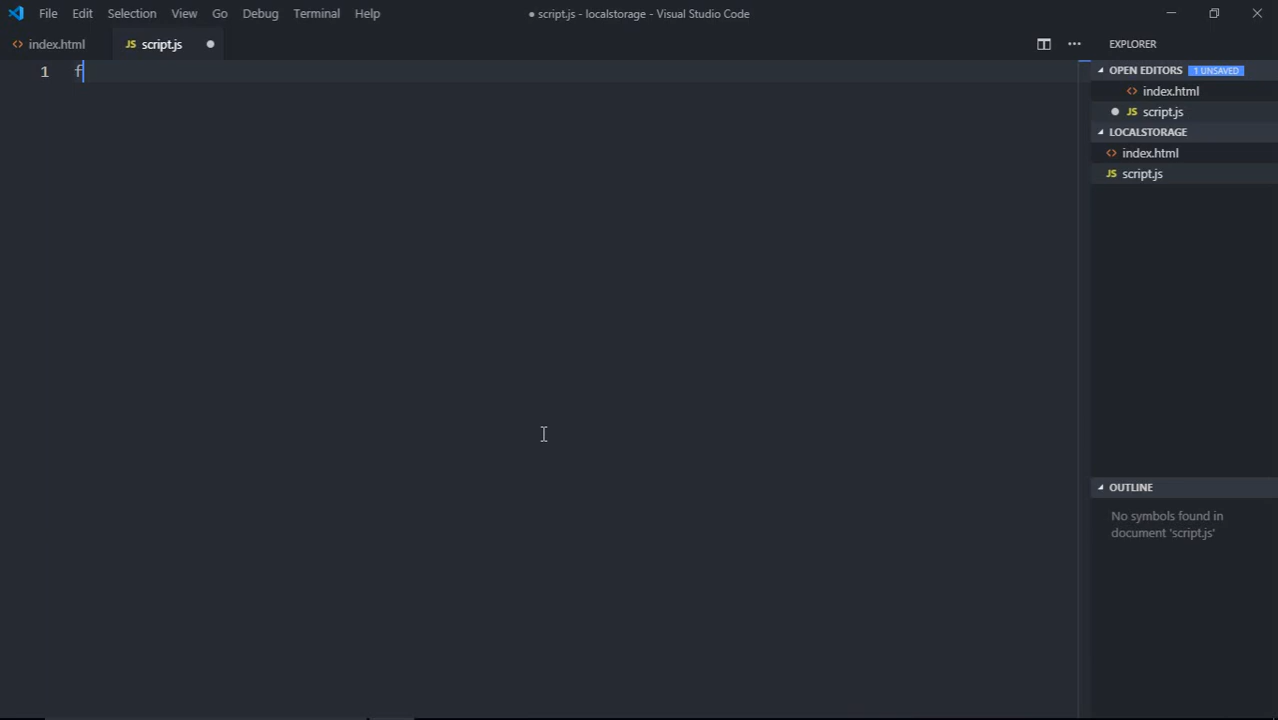 File Edit Selection View Go Debug Terminal Help
● script.js - localstorage - Visual Studio Code
<> index.html
JS script.js ●
EXPLORER
OPEN EDITORS 1 UNSAVED
<> index.html
● JS script.js
LOCALSTORAGE
<> index.html
JS script.js
1 f
OUTLINE
No symbols found in
document 'script.js'